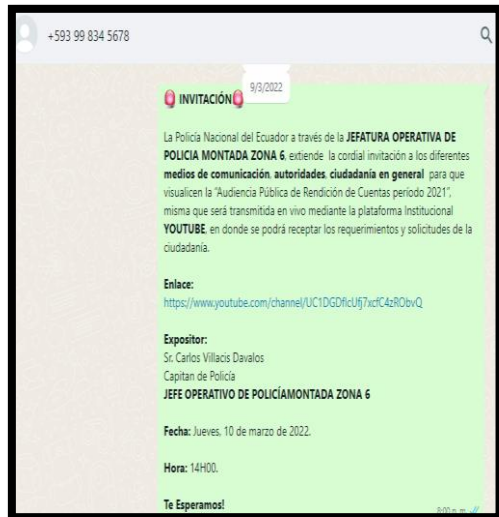 +593 99 834 5678
9/3/2022
INVITACIÓN
La Policía Nacional del Ecuador a través de la JEFATURA OPERATIVA DE
POLICIA MONTADA ZONA 6, extiende la cordial invitación a los diferentes
medios de comunicación, autoridades, ciudadanía en general para que
visualicen la "Audiencia Pública de Rendición de Cuentas período 2021",
misma que será transmitida en vivo mediante la plataforma Institucional
YOUTUBE, en donde se podrá receptar los requerimientos y solicitudes de la
ciudadanía.
Enlace:
https://www.youtube.com/channel/UC1DGDflcUfj7xcfC4zRObvQ
Expositor:
Sr. Carlos Villacis Davalos
Capitan de Policía
JEFE OPERATIVO DE POLICÍAMONTADA ZONA 6
Fecha: Jueves, 10 de marzo de 2022.
Hora: 14H00.
Te Esperamos!
8:00 p. m.